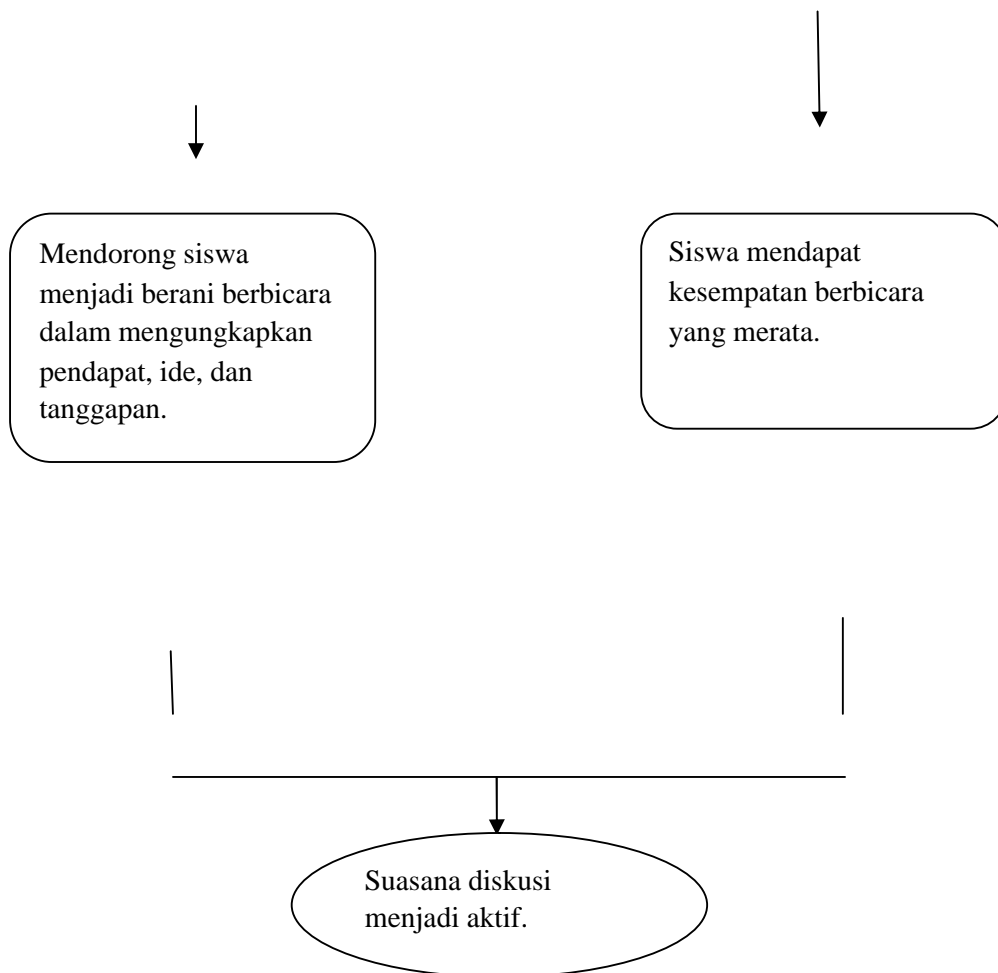 Mendorong siswa
menjadi berani berbicara
dalam mengungkapkan
pendapat, ide, dan
tanggapan.
Siswa mendapat
kesempatan berbicara
yang merata.
Suasana diskusi
menjadi aktif.